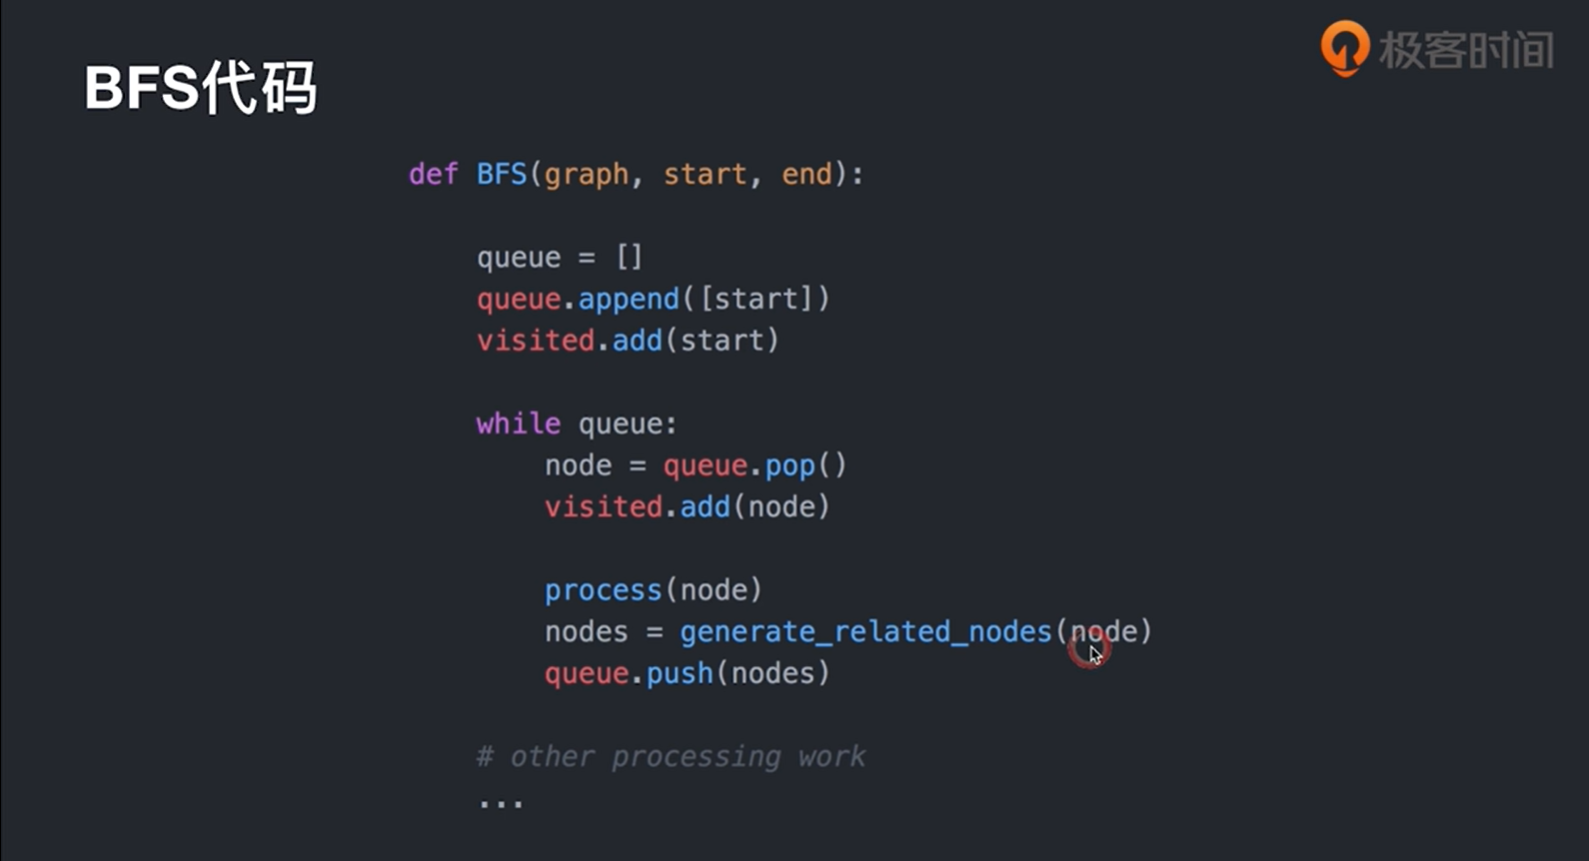 极客时间
BFS代码
def BFS(graph, start, end):
queue = []
queue.append([start])
visited.add(start)
while queue:
node = queue.pop()
visited.add(node)
process(node)
nodes = generate_related_nodes(node)
queue.push(nodes)
# other processing work
...